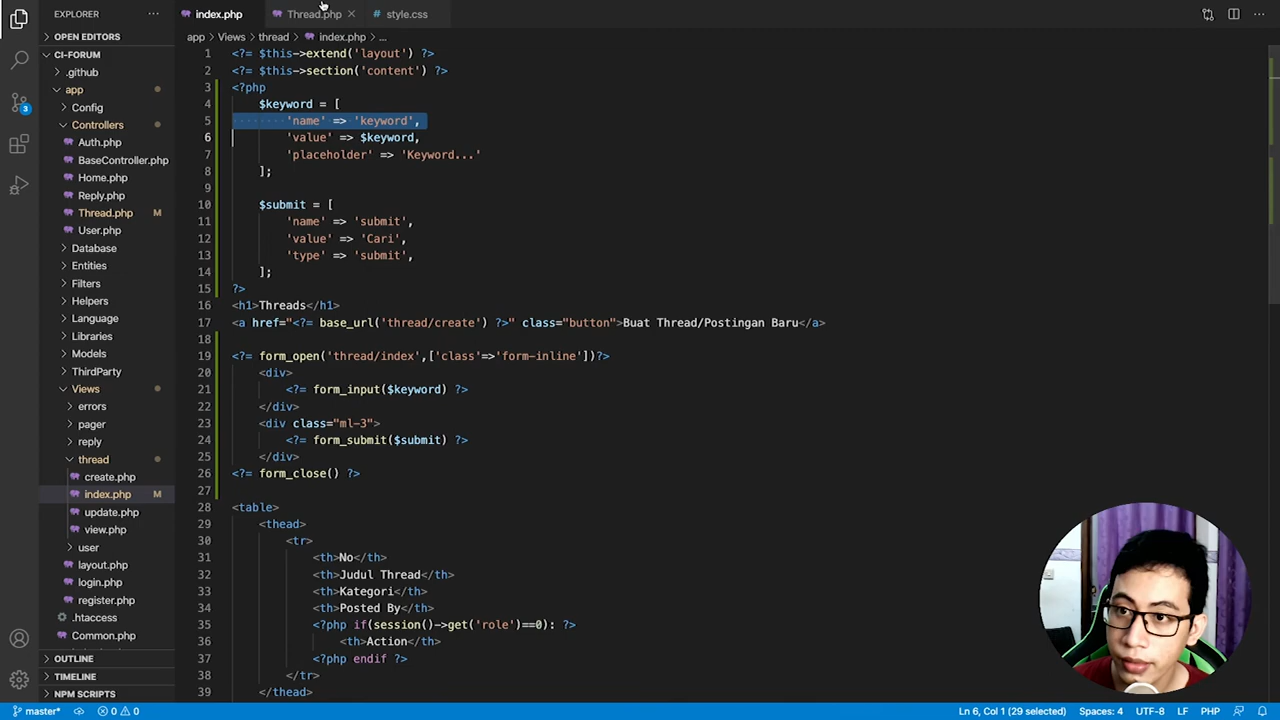 EXPLORER
index.php
Thread.php
style.css
OPEN EDITORS
app
Views
thread
index.php
...
CI-FORUM
.github
app
Config
Controllers
Auth.php
BaseController.php
Home.php
Reply.php
Thread.php M
User.php
Database
Entities
Filters
Helpers
Language
Libraries
Models
ThirdParty
Views
errors
pager
reply
thread
create.php
index.php M
update.php
view.php
user
layout.php
login.php
register.php
.htaccess
Common.php
OUTLINE
TIMELINE
NPM SCRIPTS
3
1 <?= $this->extend('layout') ?>
2 <?= $this->section('content') ?>
3 <?php
4 $keyword = [
5 'name' => 'keyword',
6 'value' => $keyword,
7 'placeholder' => 'Keyword...'
8 ];
9
10 $submit = [
11 'name' => 'submit',
12 'value' => 'Cari',
13 'type' => 'submit',
14 ];
15 ?>
16 <h1>Threads</h1>
17 <a href="<?= base_url('thread/create') ?>" class="button">Buat Thread/Postingan Baru</a>
18
19 <?= form_open('thread/index',['class'=>'form-inline'])?>
20 <div>
21 <?= form_input($keyword) ?>
22 </div>
23 <div class="ml-3">
24 <?= form_submit($submit) ?>
25 </div>
26 <?= form_close() ?>
27
28 <table>
29 <thead>
30 <tr>
31 <th>No</th>
32 <th>Judul Thread</th>
33 <th>Kategori</th>
34 <th>Posted By</th>
35 <?php if(session()->get('role')==0): ?>
36 <th>Action</th>
37 <?php endif ?>
38 </tr>
39 </thead>
master*
0
0
Ln 6, Col 1 (29 selected)
Spaces: 4
UTF-8
LF
PHP